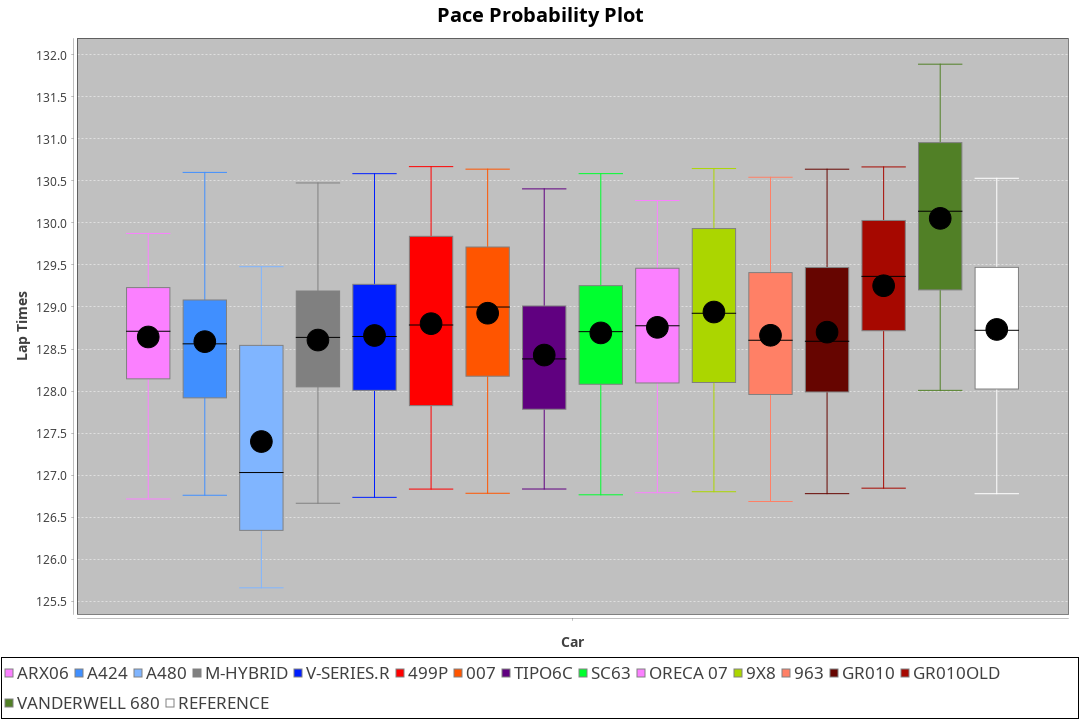 Pace Probability Plot
132.0
131.5
131.0
130.5
130.0
129.5
129.0
128.5
128.0
127.5
127.0
126.5
126.0
125.5
Lap Times
Car
ARX06 A424 A480 M-HYBRID V-SERIES.R 499P 007 TIPO6C SC63 ORECA 07 9X8 963 GR010 GR010OLD
VANDERWELL 680 REFERENCE